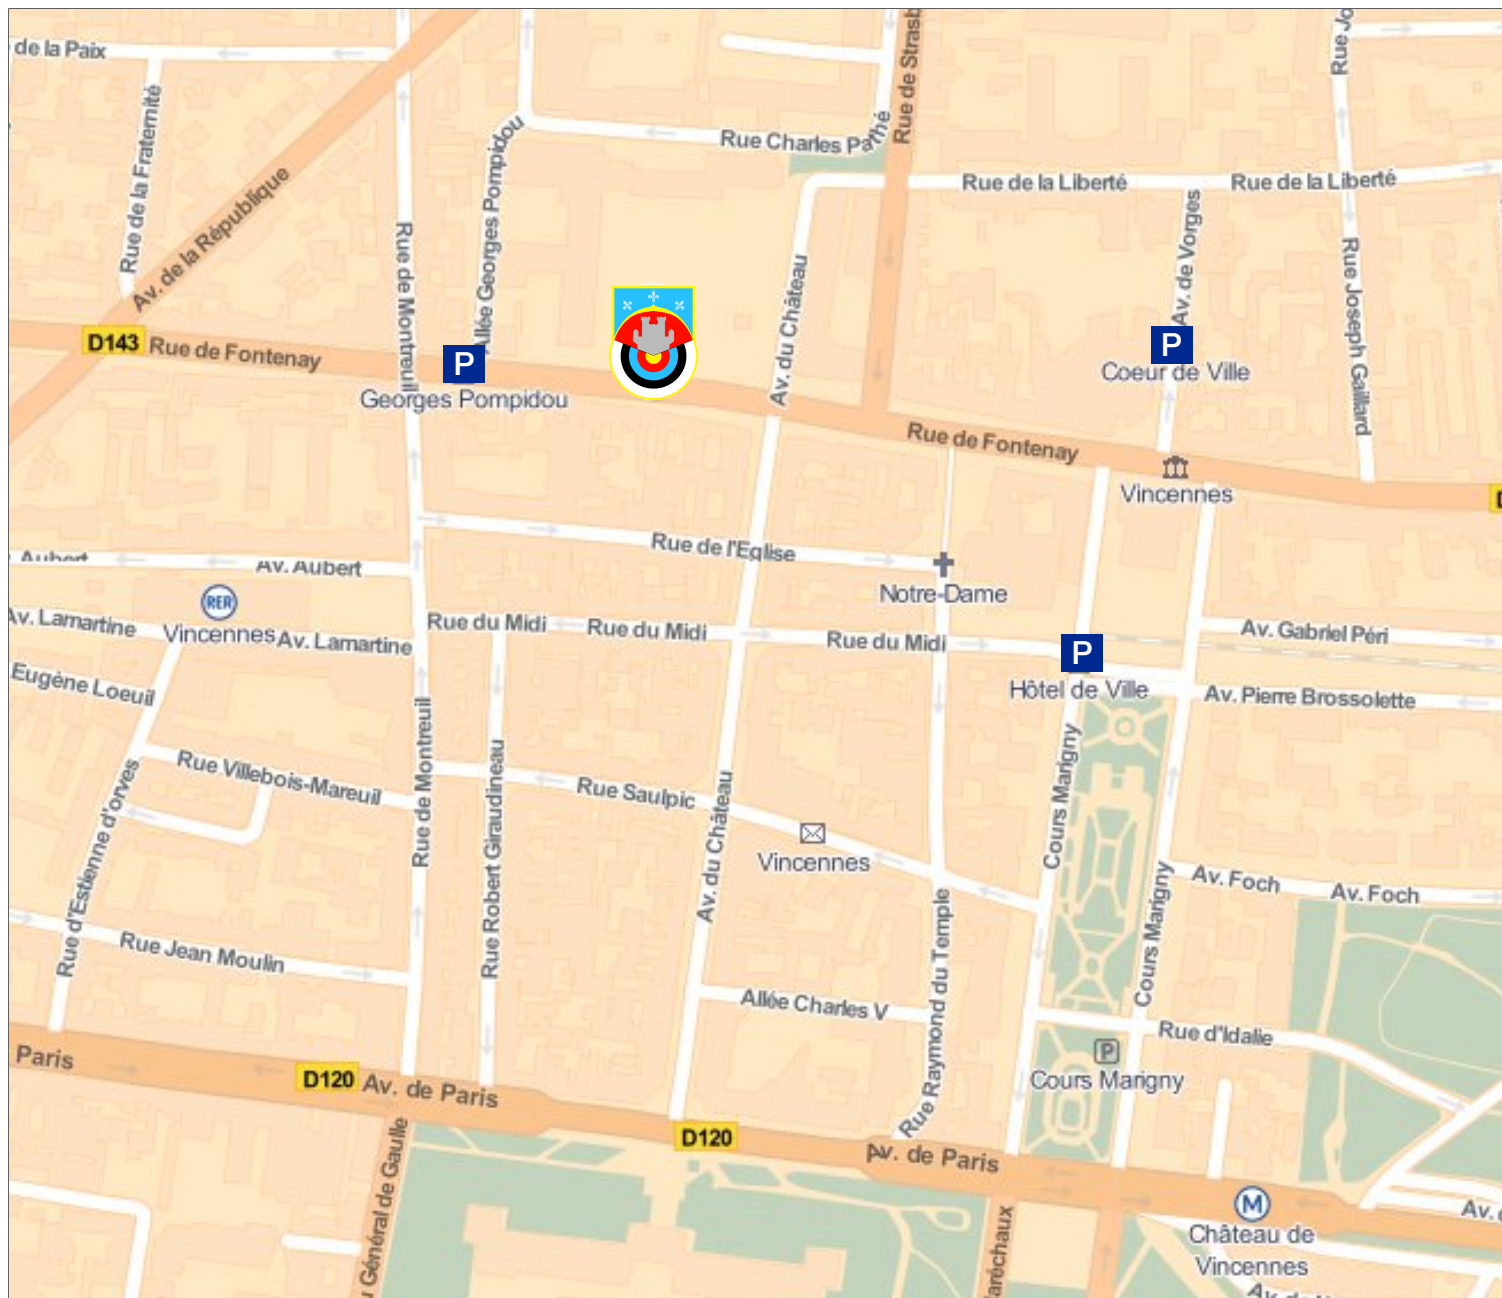 de la Paix
Rue de la Fraternité
Av. de la République
D143
Rue de Fontenay
Rue de Montreuil
Allée Georges Pompidou
P
Georges Pompidou
Rue Charles Pathé
Rue de Strasb
Rue Jo
Rue de la Liberté
Rue de la Liberté
Av. du Château
Av. de Vorges
Rue Joseph Gaillard
P
Coeur de Ville
Rue de Fontenay
Vincennes
D
Rue de l'Eglise
Notre-Dame
Aubert
Av. Aubert
RER
Vincennes
Av. Lamartine
Av. Lamartine
Rue du Midi
Rue du Midi
Rue du Midi
P
Hôtel de Ville
Av. Gabriel Péri
Av. Pierre Brossolette
Eugène Loeuil
Rue Villebois-Mareuil
Rue d'Estienne d'orves
Rue de Montreuil
Rue Robert Giraudineau
Rue Saulpic
Av. du Château
Vincennes
Cours Marigny
Cours Marigny
Av. Foch
Av. Foch
Rue Jean Moulin
Allée Charles V
Rue Raymond du Temple
Rue d'Idalie
P
Cours Marigny
Paris
D120
Av. de Paris
D120
Av. de Paris
M
Château de
Vincennes
Général de Gaulle
aréchaux
Av.